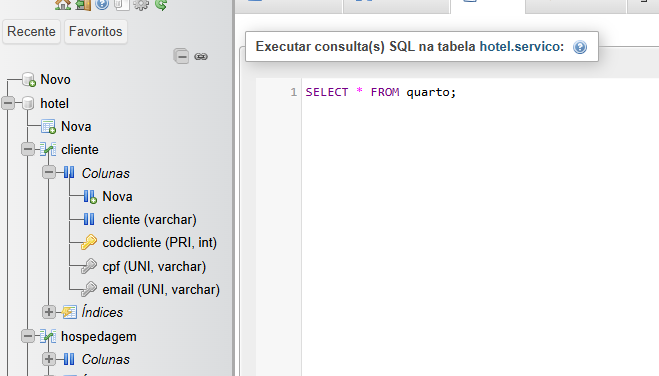 Recente Favoritos
Novo
hotel
Nova
cliente
Colunas
Nova
cliente (varchar)
codcliente (PRI, int)
cpf (UNI, varchar)
email (UNI, varchar)
Índices
hospedagem
Colunas
Executar consulta(s) SQL na tabela hotel.servico:
1 SELECT * FROM quarto;